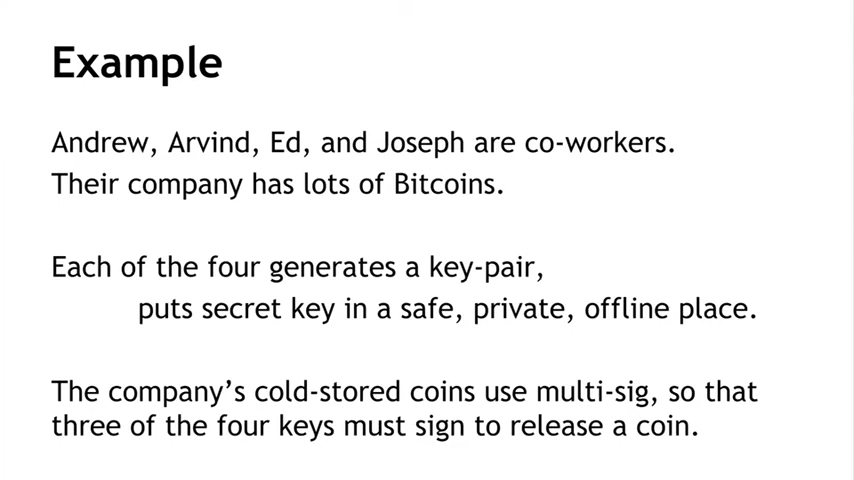 Example
Andrew, Arvind, Ed, and Joseph are co-workers.
Their company has lots of Bitcoins.
Each of the four generates a key-pair,
puts secret key in a safe, private, offline place.
The company’s cold-stored coins use multi-sig, so that
three of the four keys must sign to release a coin.